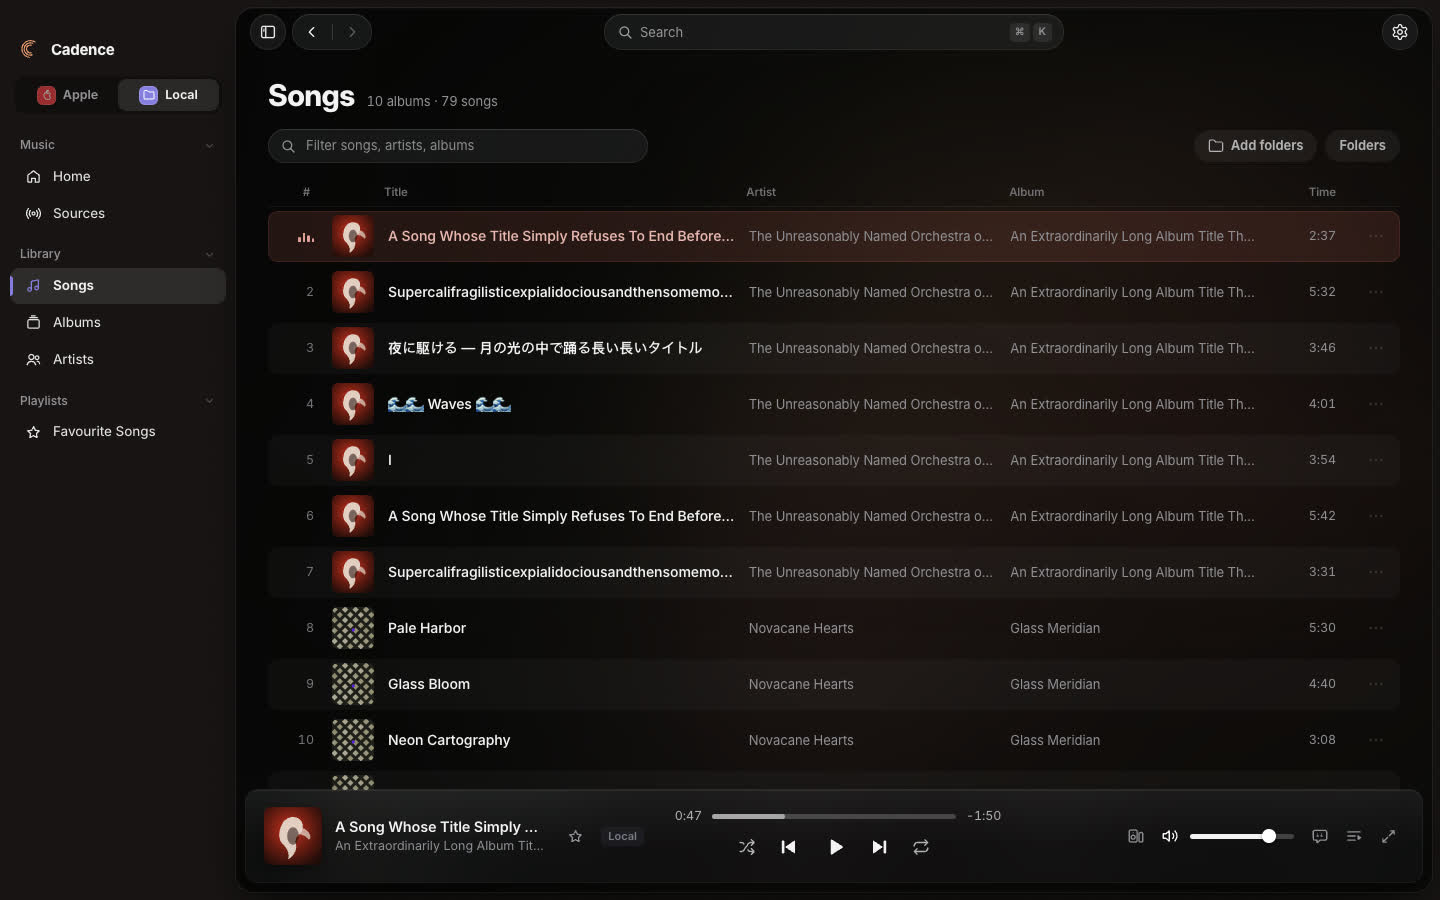 Cadence
Apple Local
Music
Home
Sources
Library
Songs
Albums
Artists
Playlists
Favourite Songs
Search ⌘ K
Songs 10 albums · 79 songs
Filter songs, artists, albums
Add folders Folders
# Title Artist Album Time
A Song Whose Title Simply Refuses To End Before... The Unreasonably Named Orchestra o... An Extraordinarily Long Album Title Th... 2:37
2 Supercalifragilisticexpialidociousandthensomemo... The Unreasonably Named Orchestra o... An Extraordinarily Long Album Title Th... 5:32
3 夜に駆ける — 月の光の中で踊る長い長いタイトル The Unreasonably Named Orchestra o... An Extraordinarily Long Album Title Th... 3:46
4 🌊🌊 Waves 🌊🌊 The Unreasonably Named Orchestra o... An Extraordinarily Long Album Title Th... 4:01
5 I The Unreasonably Named Orchestra o... An Extraordinarily Long Album Title Th... 3:54
6 A Song Whose Title Simply Refuses To End Before... The Unreasonably Named Orchestra o... An Extraordinarily Long Album Title Th... 5:42
7 Supercalifragilisticexpialidociousandthensomemo... The Unreasonably Named Orchestra o... An Extraordinarily Long Album Title Th... 3:31
8 Pale Harbor Novacane Hearts Glass Meridian 5:30
9 Glass Bloom Novacane Hearts Glass Meridian 4:40
10 Neon Cartography Novacane Hearts Glass Meridian 3:08
A Song Whose Title Simply ...
An Extraordinarily Long Album Tit...
Local
0:47 -1:50